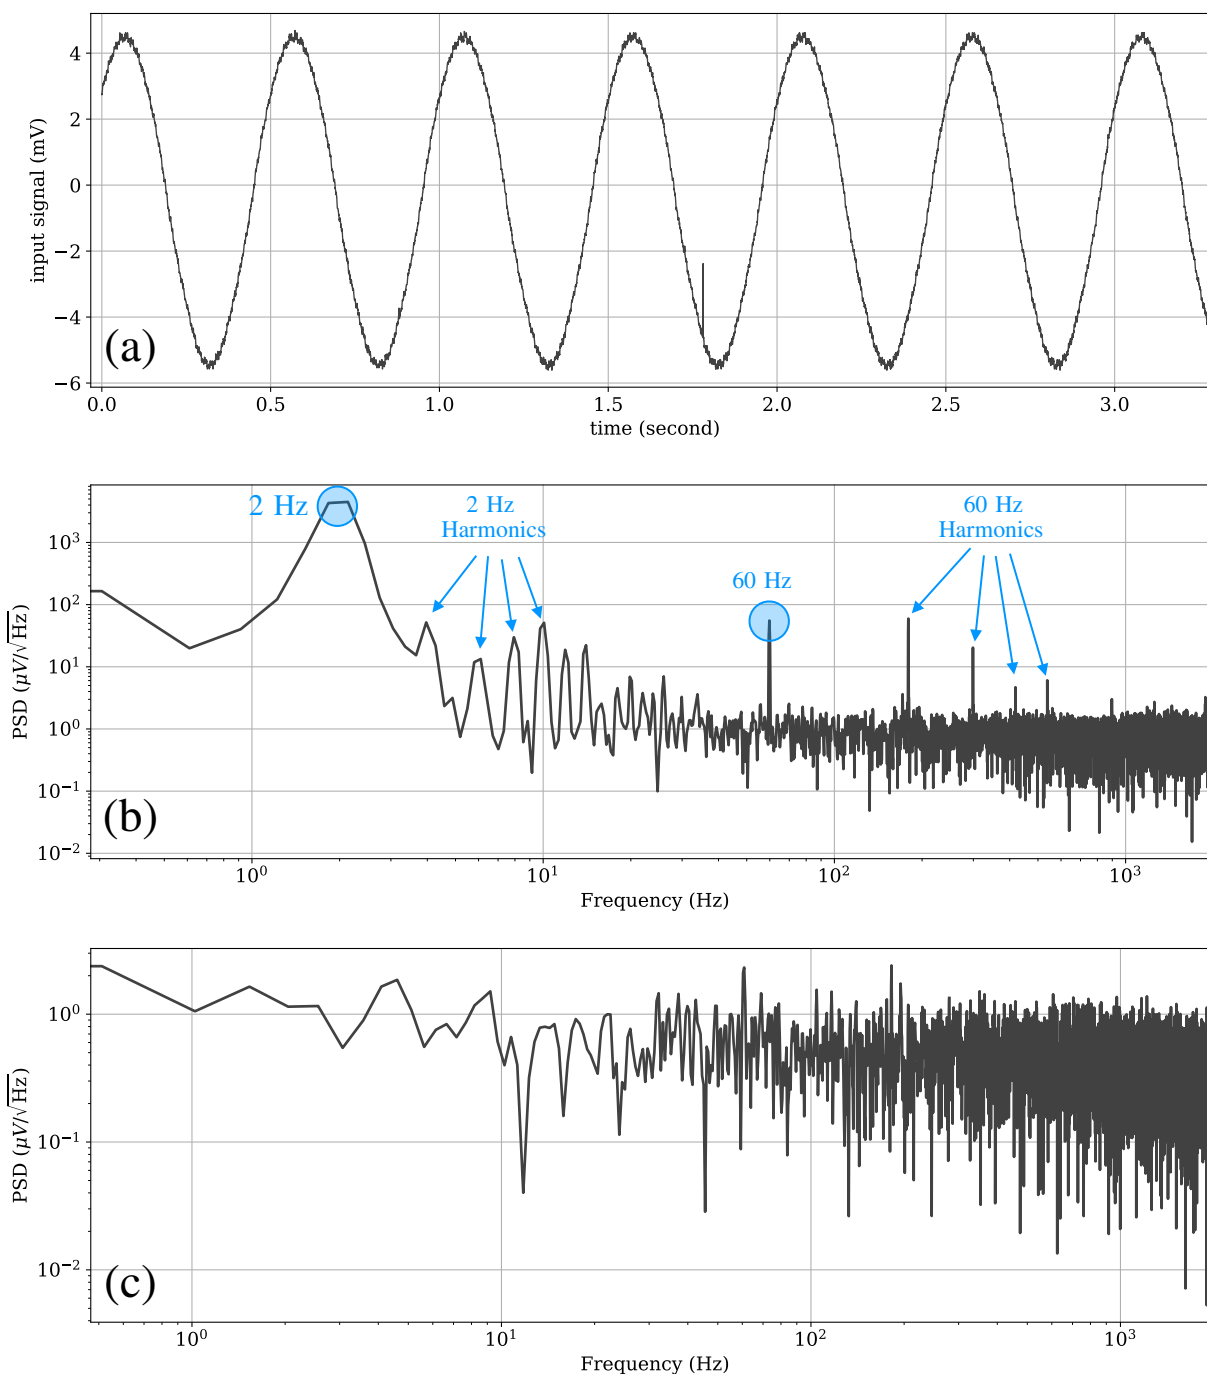 4
2
0
−2
−4
−6
input signal (mV)
(a)
0.0 0.5 1.0 1.5 2.0 2.5 3.0
time (second)
2 Hz
2 Hz
Harmonics
60 Hz
60 Hz
Harmonics
10³
10²
10¹
10⁰
10⁻¹
10⁻²
PSD (μV/√Hz)
(b)
10⁰ 10¹ 10² 10³
Frequency (Hz)
10⁰
10⁻¹
10⁻²
PSD (μV/√Hz)
(c)
10⁰ 10¹ 10² 10³
Frequency (Hz)